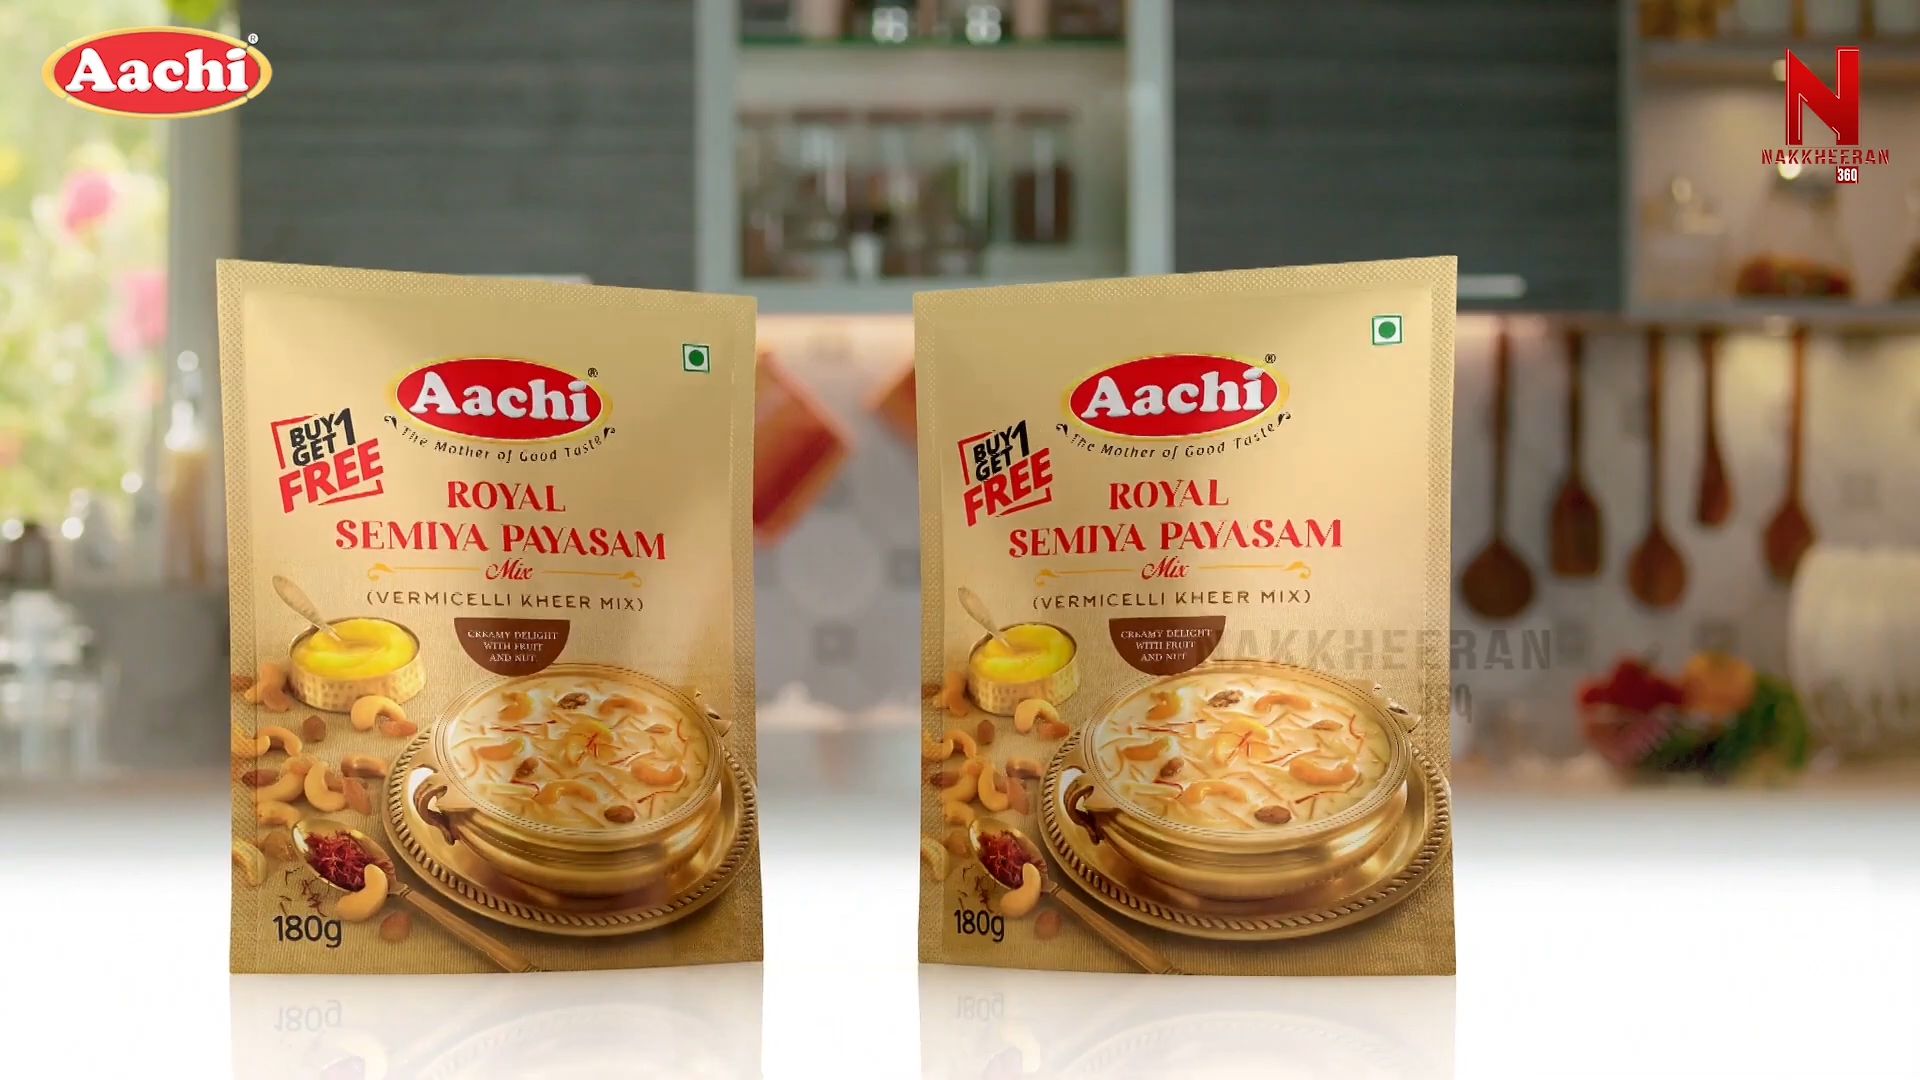 Aachi®
NAKKHEERAN
360
Aachi®
The Mother of Good Taste
BUY 1
GET
FREE
ROYAL
SEMIYA PAYASAM
Mix
(VERMICELLI KHEER MIX)
CREAMY DELIGHT
WITH FRUIT
AND NUT
180g
Aachi®
The Mother of Good Taste
BUY 1
GET
FREE
ROYAL
SEMIYA PAYASAM
Mix
(VERMICELLI KHEER MIX)
CREAMY DELIGHT
WITH FRUIT
AND NUT
180g
NAKKHEERAN
360